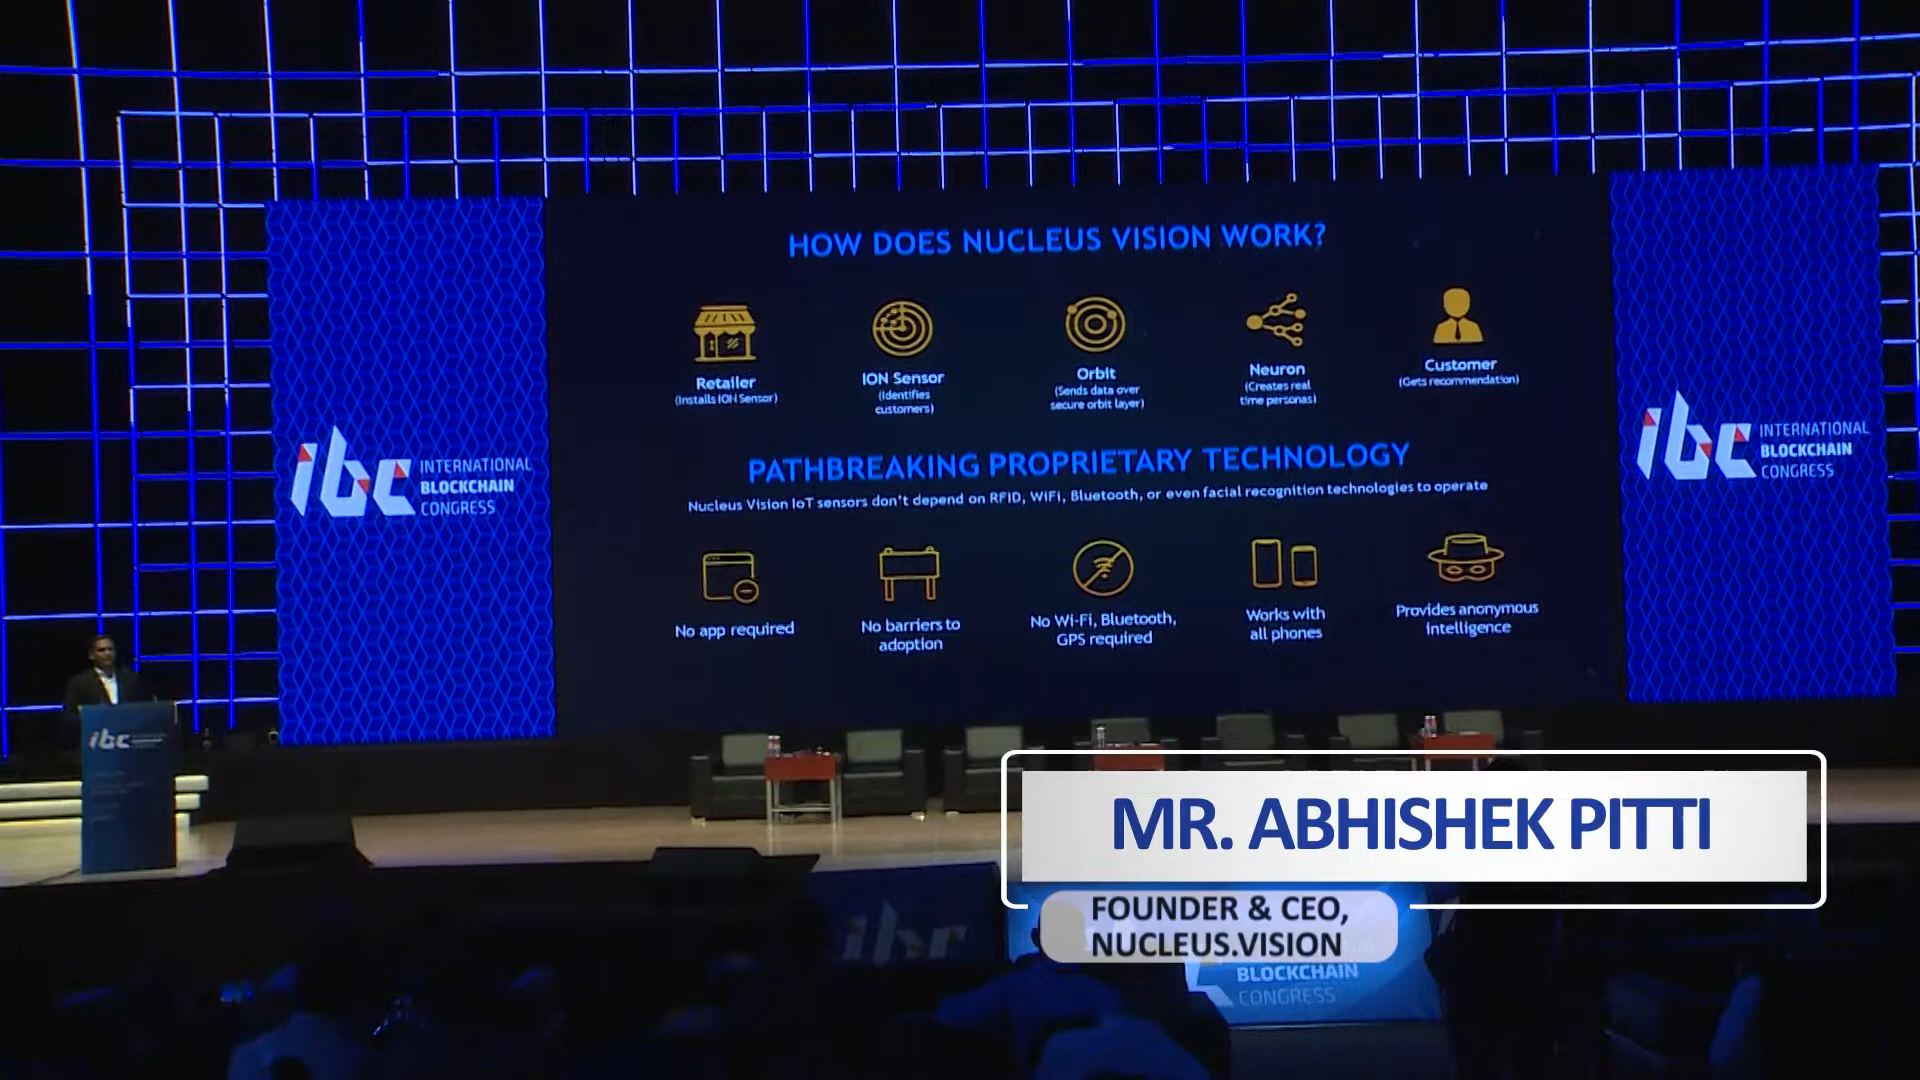 HOW DOES NUCLEUS VISION WORK?
Retailer
(Installs ION Sensor)
ION Sensor
(Identifies
customers)
Orbit
(Sends data over
secure orbit layer)
Neuron
(Creates real
time personas)
Customer
(Gets recommendation)
PATHBREAKING PROPRIETARY TECHNOLOGY
Nucleus Vision IoT sensors don't depend on RFID, WiFi, Bluetooth, or even facial recognition technologies to operate
No app required
No barriers to
adoption
No Wi-Fi, Bluetooth,
GPS required
Works with
all phones
Provides anonymous
intelligence
ibc
INTERNATIONAL
BLOCKCHAIN
CONGRESS
ibc
INTERNATIONAL
BLOCKCHAIN
CONGRESS
ibc
MR. ABHISHEK PITTI
FOUNDER & CEO,
NUCLEUS.VISION
ibc
BLOCKCHAIN
CONGRESS